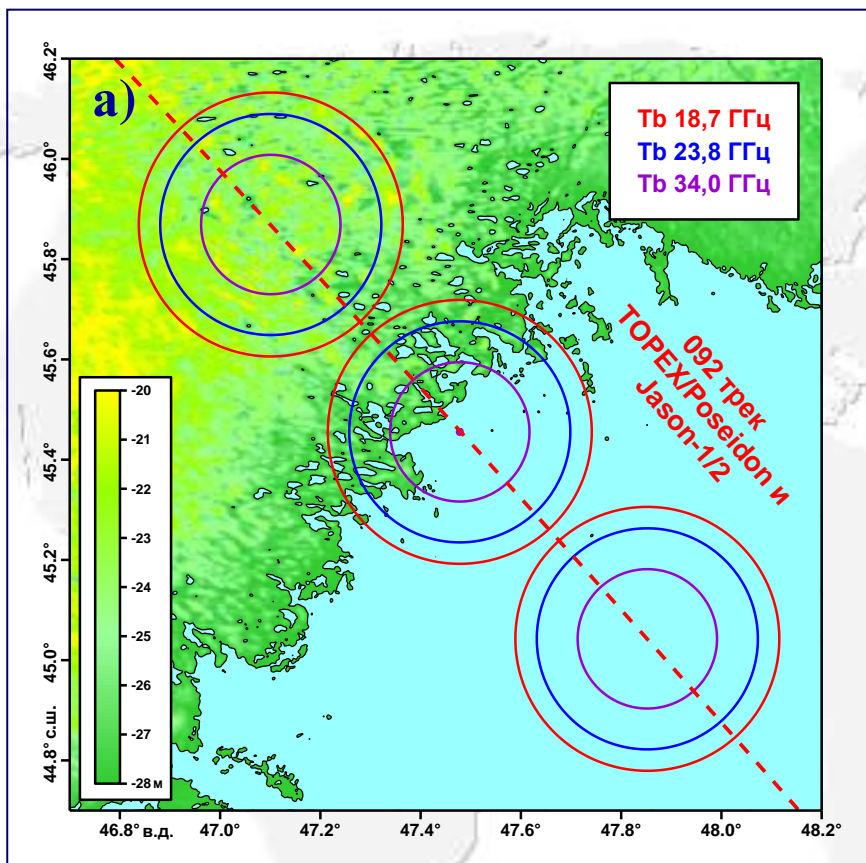 а)
Tb 18,7 ГГц
Tb 23,8 ГГц
Tb 34,0 ГГц
092 трек
TOPEX/Poseidon и
Jason-1/2
46.2°
46.0°
45.8°
45.6°
45.4°
45.2°
45.0°
44.8° с.ш.
-20
-21
-22
-23
-24
-25
-26
-27
-28 м
46.8° в.д.
47.0°
47.2°
47.4°
47.6°
47.8°
48.0°
48.2°